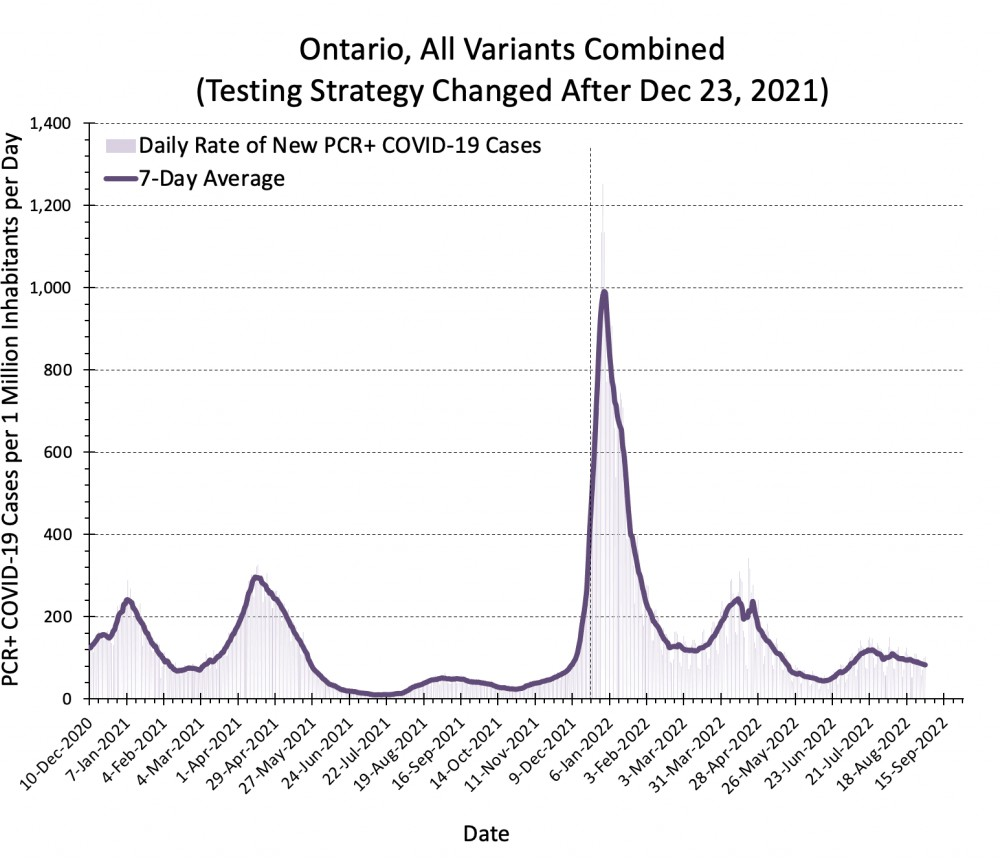 Ontario, All Variants Combined
(Testing Strategy Changed After Dec 23, 2021)
PCR+ COVID-19 Cases per 1 Million Inhabitants per Day
1,400
1,200
1,000
800
600
400
200
0
Daily Rate of New PCR+ COVID-19 Cases
7-Day Average
10-Dec-2020
7-Jan-2021
4-Feb-2021
4-Mar-2021
1-Apr-2021
29-Apr-2021
27-May-2021
24-Jun-2021
22-Jul-2021
19-Aug-2021
16-Sep-2021
14-Oct-2021
11-Nov-2021
9-Dec-2021
6-Jan-2022
3-Feb-2022
3-Mar-2022
31-Mar-2022
28-Apr-2022
26-May-2022
23-Jun-2022
21-Jul-2022
18-Aug-2022
15-Sep-2022
Date